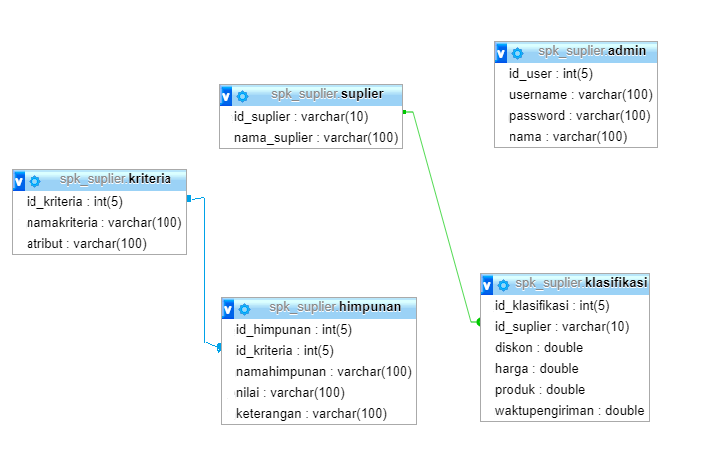 spk_suplier.admin
id_user : int(5)
username : varchar(100)
password : varchar(100)
nama : varchar(100)
v spk_suplier.suplier
id_suplier : varchar(10)
nama_suplier : varchar(100)
v spk_suplier.kriteria
id_kriteria : int(5)
namakriteria : varchar(100)
atribut : varchar(100)
v spk_suplier.klasifikasi
id_klasifikasi : int(5)
id_suplier : varchar(10)
diskon : double
harga : double
produk : double
waktupengiriman : double
v spk_suplier.himpunan
id_himpunan : int(5)
id_kriteria : int(5)
namahimpunan : varchar(100)
nilai : varchar(100)
keterangan : varchar(100)